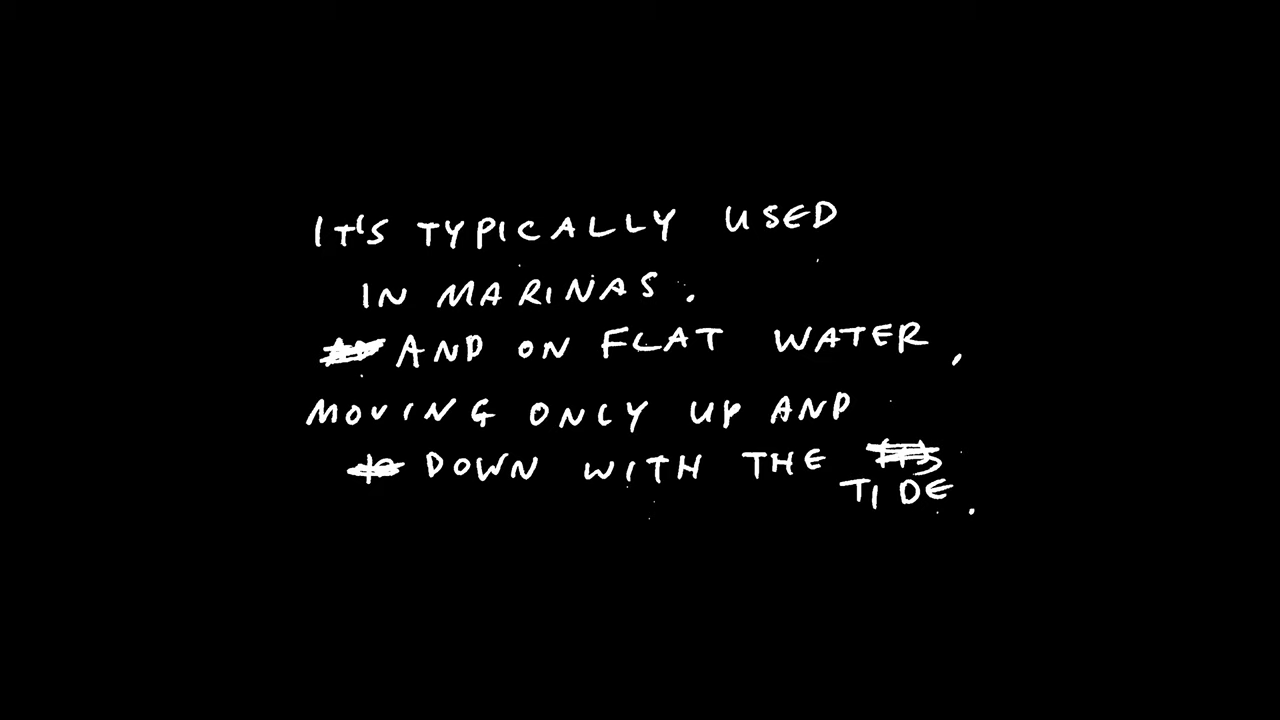 IT'S TYPICALLY USED
IN MARINAS.
AND ON FLAT WATER,
MOVING ONLY UP AND
DOWN WITH THE
TIDE.